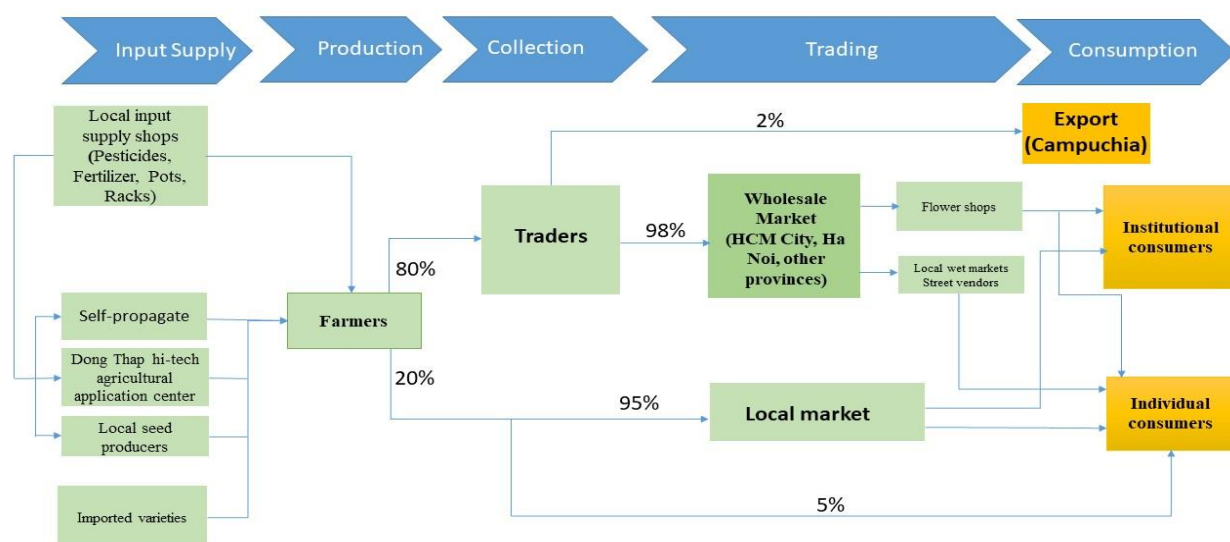 Input Supply
Production
Collection
Trading
Consumption
Local input
supply shops
(Pesticides,
Fertilizer, Pots,
Racks)
2%
Export
(Campuchia)
Traders
98%
Wholesale
Market
(HCM City, Ha
Noi, other
provinces)
Flower shops
Institutional
consumers
80%
Local wet markets
Street vendors
Self-propagate
Farmers
Dong Thap hi-tech
agricultural
application center
20%
95%
Local market
Individual
consumers
Local seed
producers
Imported varieties
5%